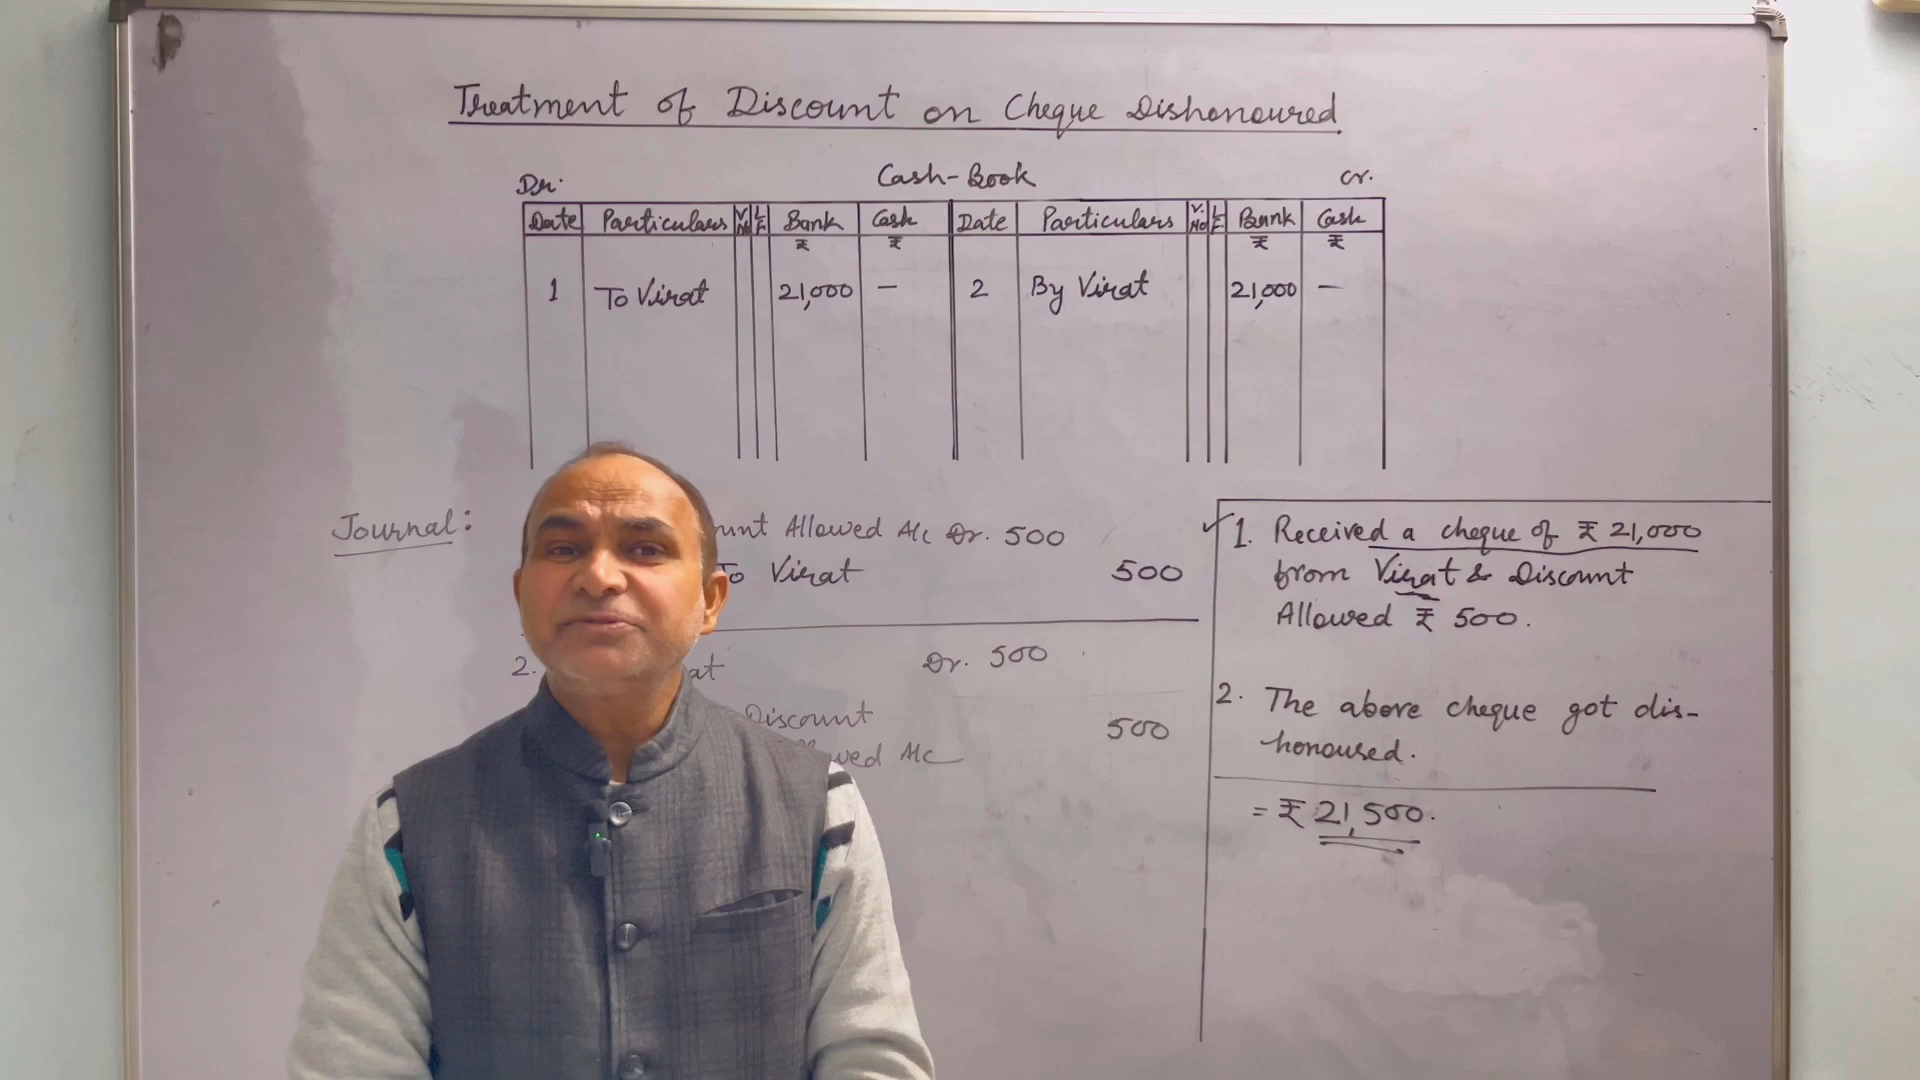 Treatment of Discount on Cheque Dishonoured.
Dr. Cash-Book Cr.
Date Particulars V. No L.F. Bank Cash Date Particulars V. No L.F. Bank Cash
₹ ₹ ₹ ₹
1 To Virat 21,000 — 2 By Virat 21,000 —
Journal:
unt Allowed A/c Dr. 500
To Virat 500
2. at Dr. 500
Discount 500
wed A/c
✓ 1. Received a cheque of ₹ 21,000
from Virat & Discount
Allowed ₹ 500.
2. The above cheque got dis-
honoured.
= ₹ 21,500.